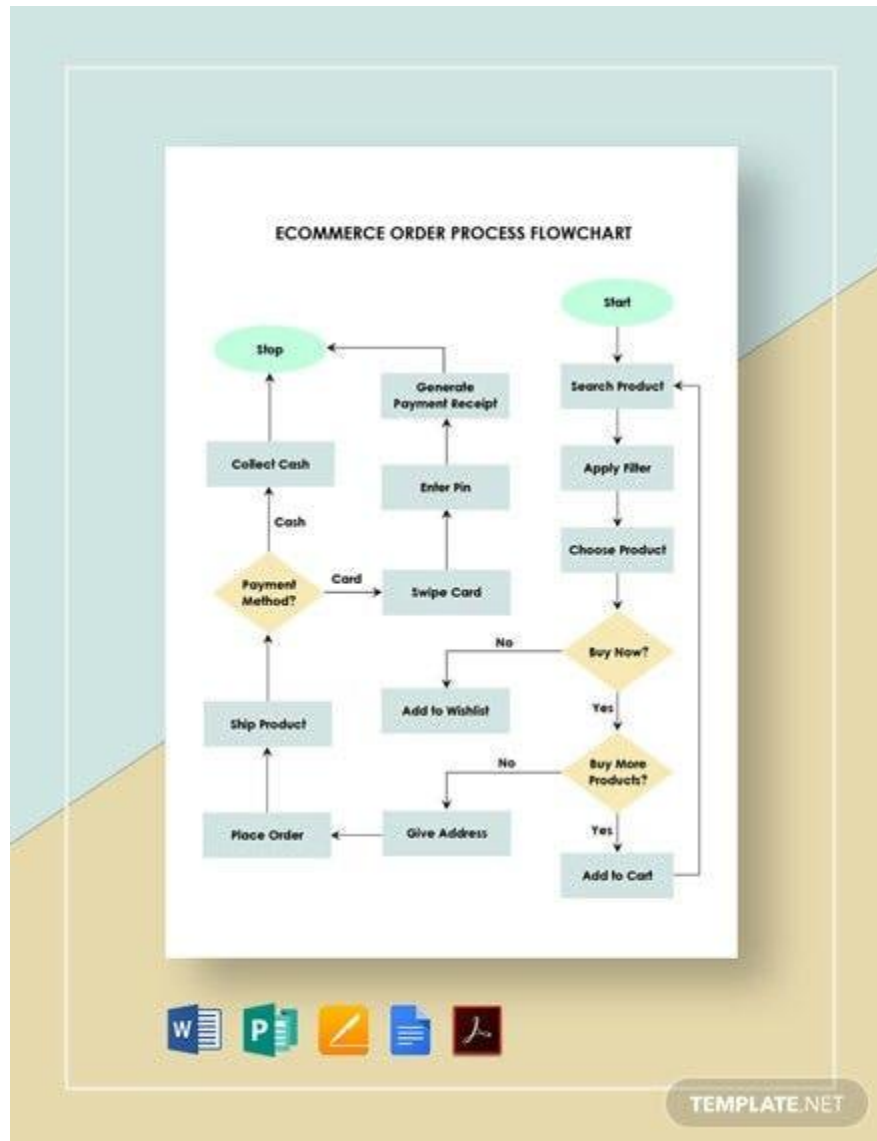 ECOMMERCE ORDER PROCESS FLOWCHART
Start
Search Product
Apply Filter
Choose Product
Buy Now?
No
Add to Wishlist
Yes
Buy More
Products?
Yes
Add to Cart
No
Give Address
Place Order
Ship Product
Payment
Method?
Cash
Collect Cash
Card
Swipe Card
Enter Pin
Generate
Payment Receipt
Stop
W
P
TEMPLATE.NET